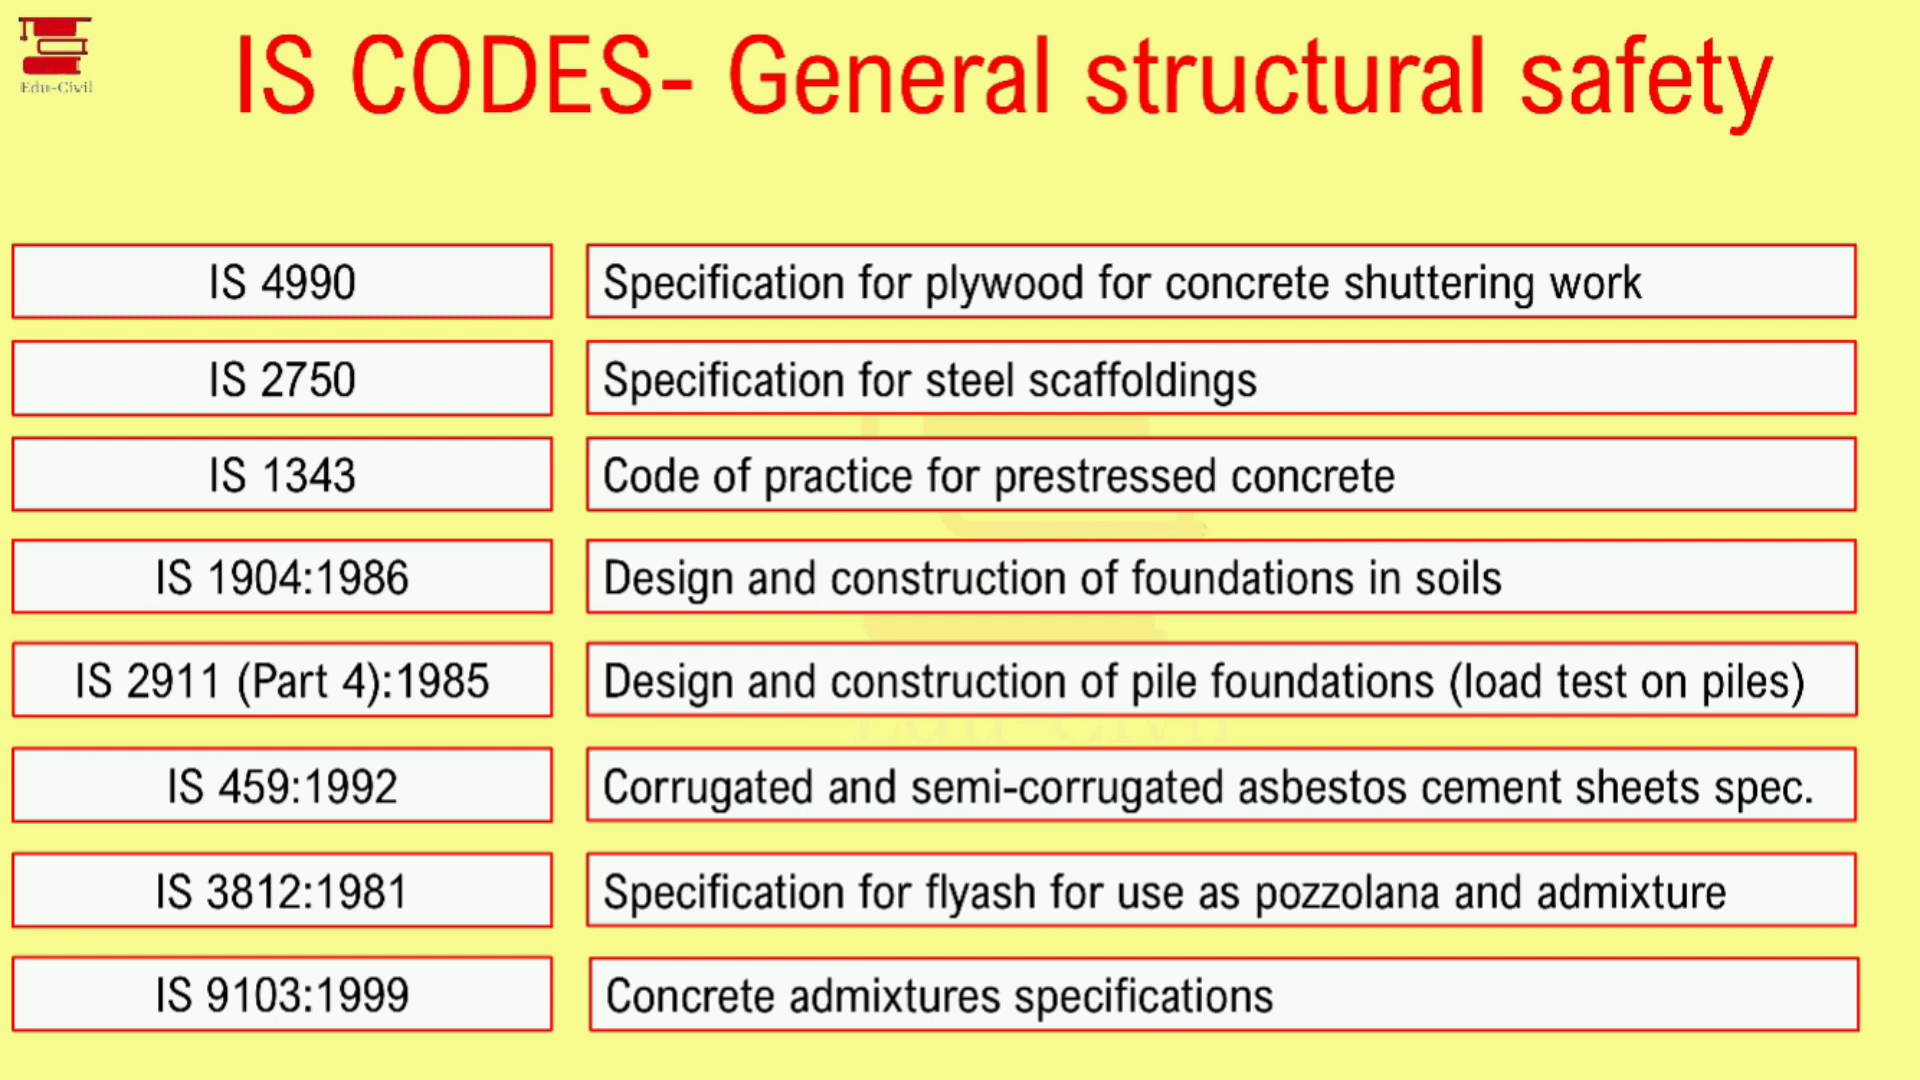 Edu-Civil
IS CODES- General structural safety
IS 4990
Specification for plywood for concrete shuttering work
IS 2750
Specification for steel scaffoldings
IS 1343
Code of practice for prestressed concrete
IS 1904:1986
Design and construction of foundations in soils
IS 2911 (Part 4):1985
Design and construction of pile foundations (load test on piles)
Edu-Civil
IS 459:1992
Corrugated and semi-corrugated asbestos cement sheets spec.
IS 3812:1981
Specification for flyash for use as pozzolana and admixture
IS 9103:1999
Concrete admixtures specifications